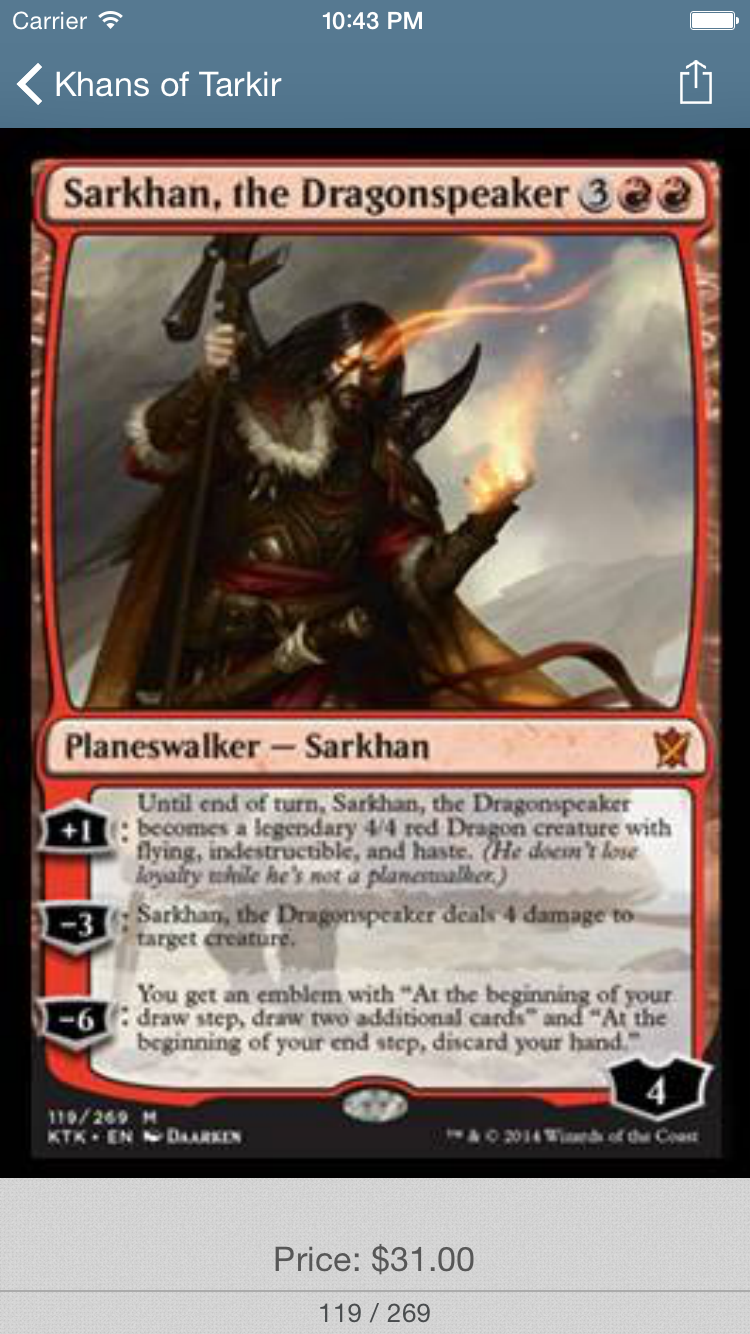 Carrier 10:43 PM
Khans of Tarkir
Sarkhan, the Dragonspeaker 3
Planeswalker — Sarkhan
Until end of turn, Sarkhan, the Dragonspeaker
+1 : becomes a legendary 4/4 red Dragon creature with
flying, indestructible, and haste. (He doesn't lose
loyalty while he's not a planeswalker.)
−3 : Sarkhan, the Dragonspeaker deals 4 damage to
target creature.
You get an emblem with “At the beginning of your
−6 : draw step, draw two additional cards” and “At the
beginning of your end step, discard your hand.”
4
119/269 M
KTK • EN DAARKEN
™ & © 2014 Wizards of the Coast
Price: $31.00
119 / 269